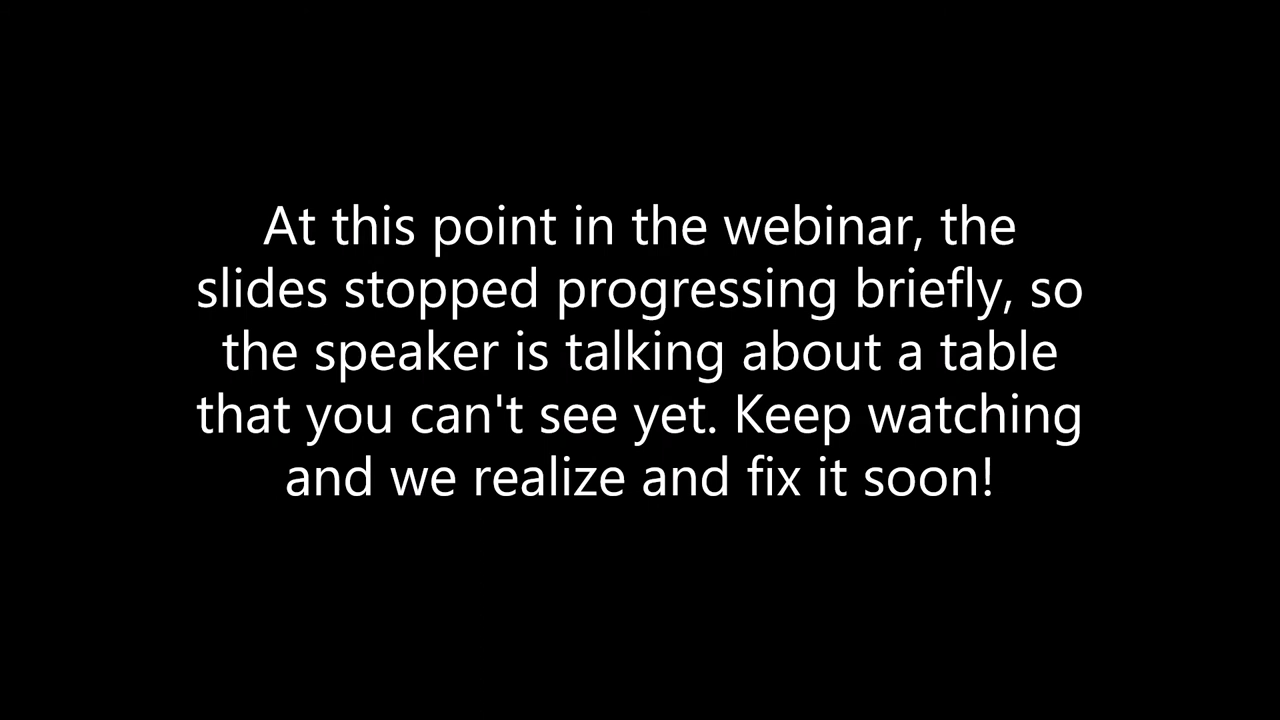 At this point in the webinar, the
slides stopped progressing briefly, so
the speaker is talking about a table
that you can't see yet. Keep watching
and we realize and fix it soon!